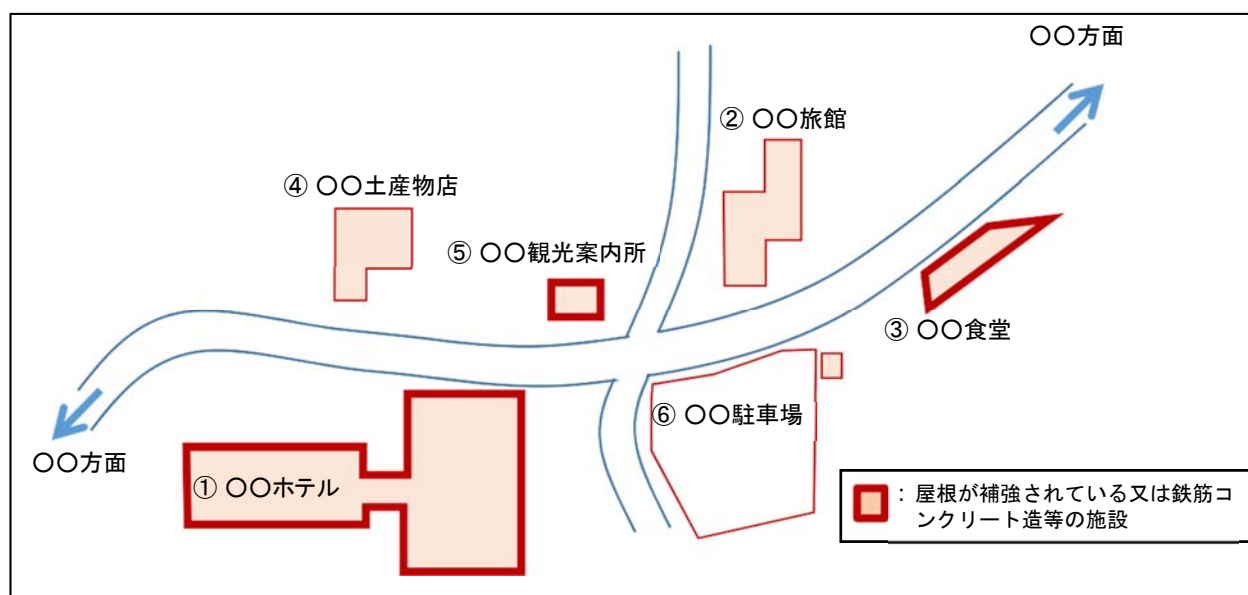 〇〇方面
② 〇〇旅館
④ 〇〇土産物店
⑤ 〇〇観光案内所
③ 〇〇食堂
⑥ 〇〇駐車場
〇〇方面
① 〇〇ホテル
：屋根が補強されている又は鉄筋コ
ンクリート造等の施設